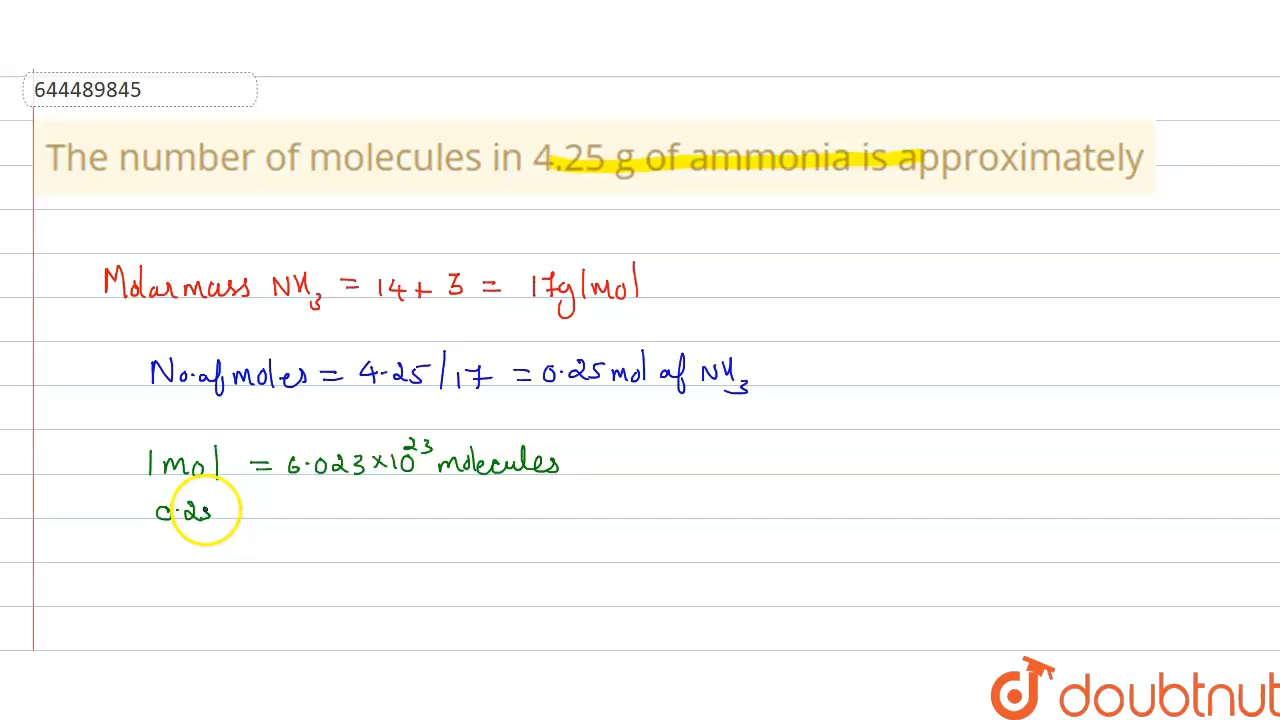 644489845
The number of molecules in 4.25 g of ammonia is approximately
Molar mass NH3 = 14 + 3 = 17g/mol
No. of moles = 4.25/17 = 0.25 mol of NH3
1 mol = 6.023 × 10^23 molecules
0.25
doubtnut